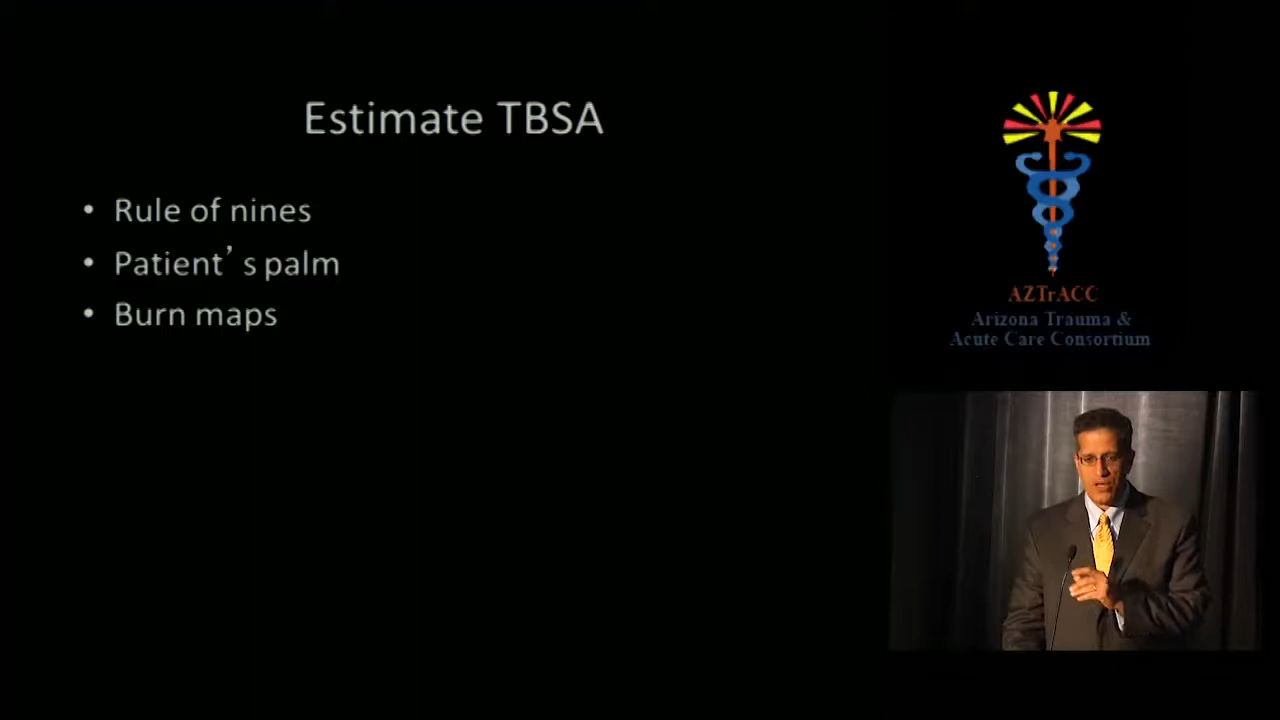 Estimate TBSA
• Rule of nines
• Patient’s palm
• Burn maps
AZTrACC
Arizona Trauma &
Acute Care Consortium